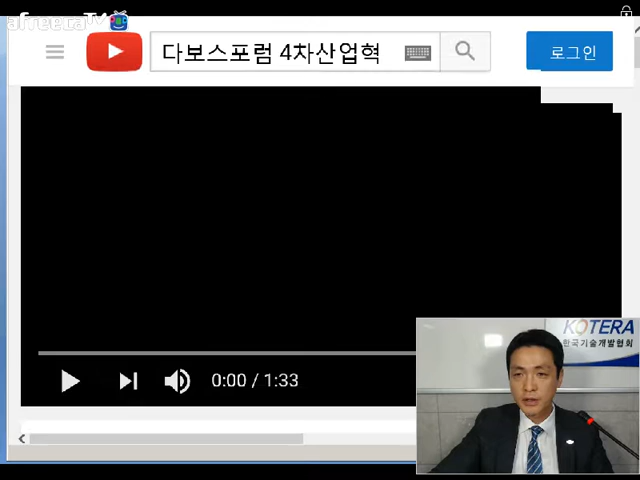 afreecaTV
다보스포럼 4차산업혁
로그인
0:00 / 1:33
KOTERA
한국기술개발협회